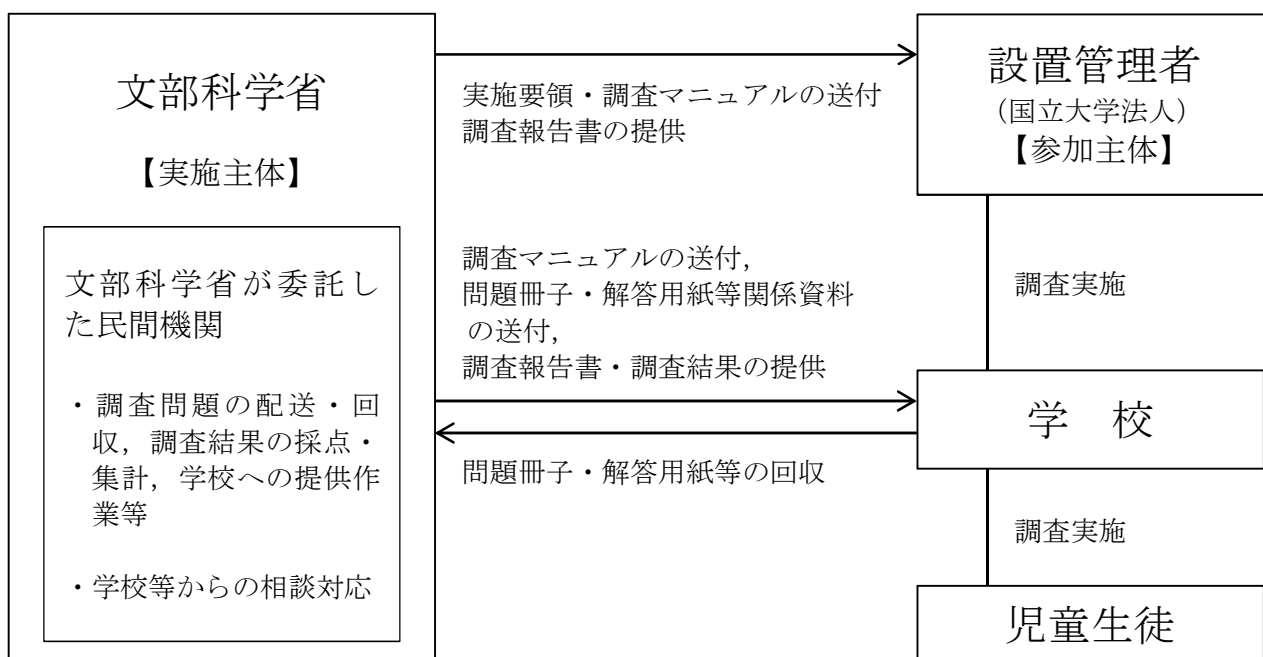 文部科学省
【実施主体】
文部科学省が委託し
た民間機関
・調査問題の配送・回
収，調査結果の採点・
集計，学校への提供作
業等
・学校等からの相談対応
実施要領・調査マニュアルの送付
調査報告書の提供
調査マニュアルの送付，
問題冊子・解答用紙等関係資料
の送付，
調査報告書・調査結果の提供
問題冊子・解答用紙等の回収
設置管理者
（国立大学法人）
【参加主体】
調査実施
学　校
調査実施
児童生徒